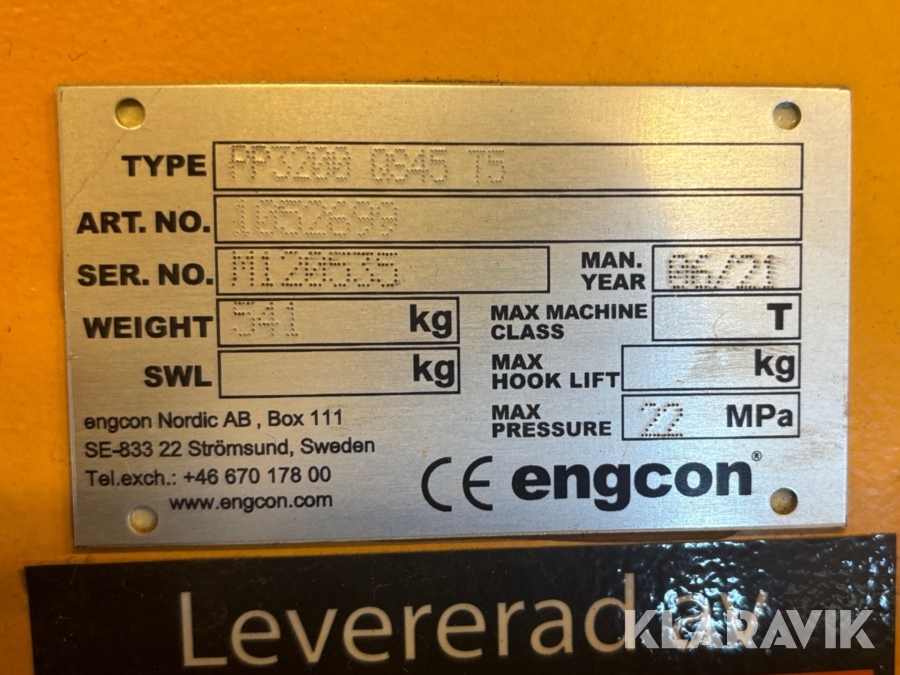 TYPE PP3200 0845 T5
ART. NO. 1052699
SER. NO. M120635
MAN. YEAR 06/21
WEIGHT 541 kg
MAX MACHINE CLASS T
SWL kg
MAX HOOK LIFT kg
MAX PRESSURE 22 MPa
engcon Nordic AB, Box 111
SE-833 22 Strömsund, Sweden
Tel.exch.: +46 670 178 00
www.engcon.com
CE engcon®
Levererad av
KLARAVIK